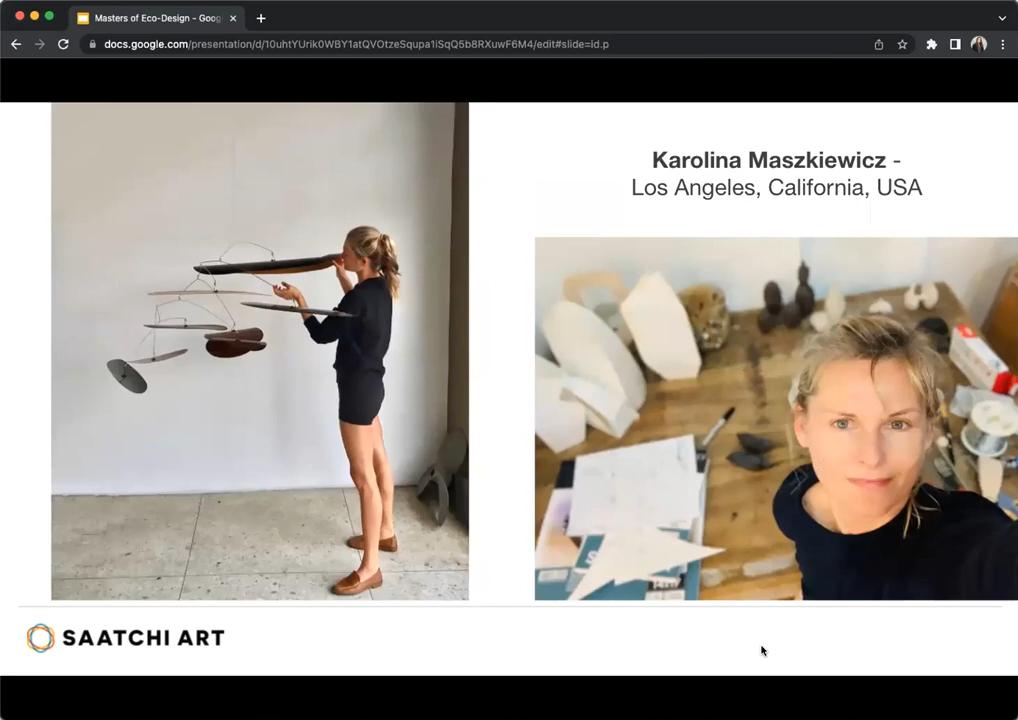 Masters of Eco-Design - Goog
docs.google.com/presentation/d/10uhtYUrik0WBY1atQVOtzeSqupa1iSqQ5b8RXuwF6M4/edit#slide=id.p
Karolina Maszkiewicz -
Los Angeles, California, USA
SAATCHI ART